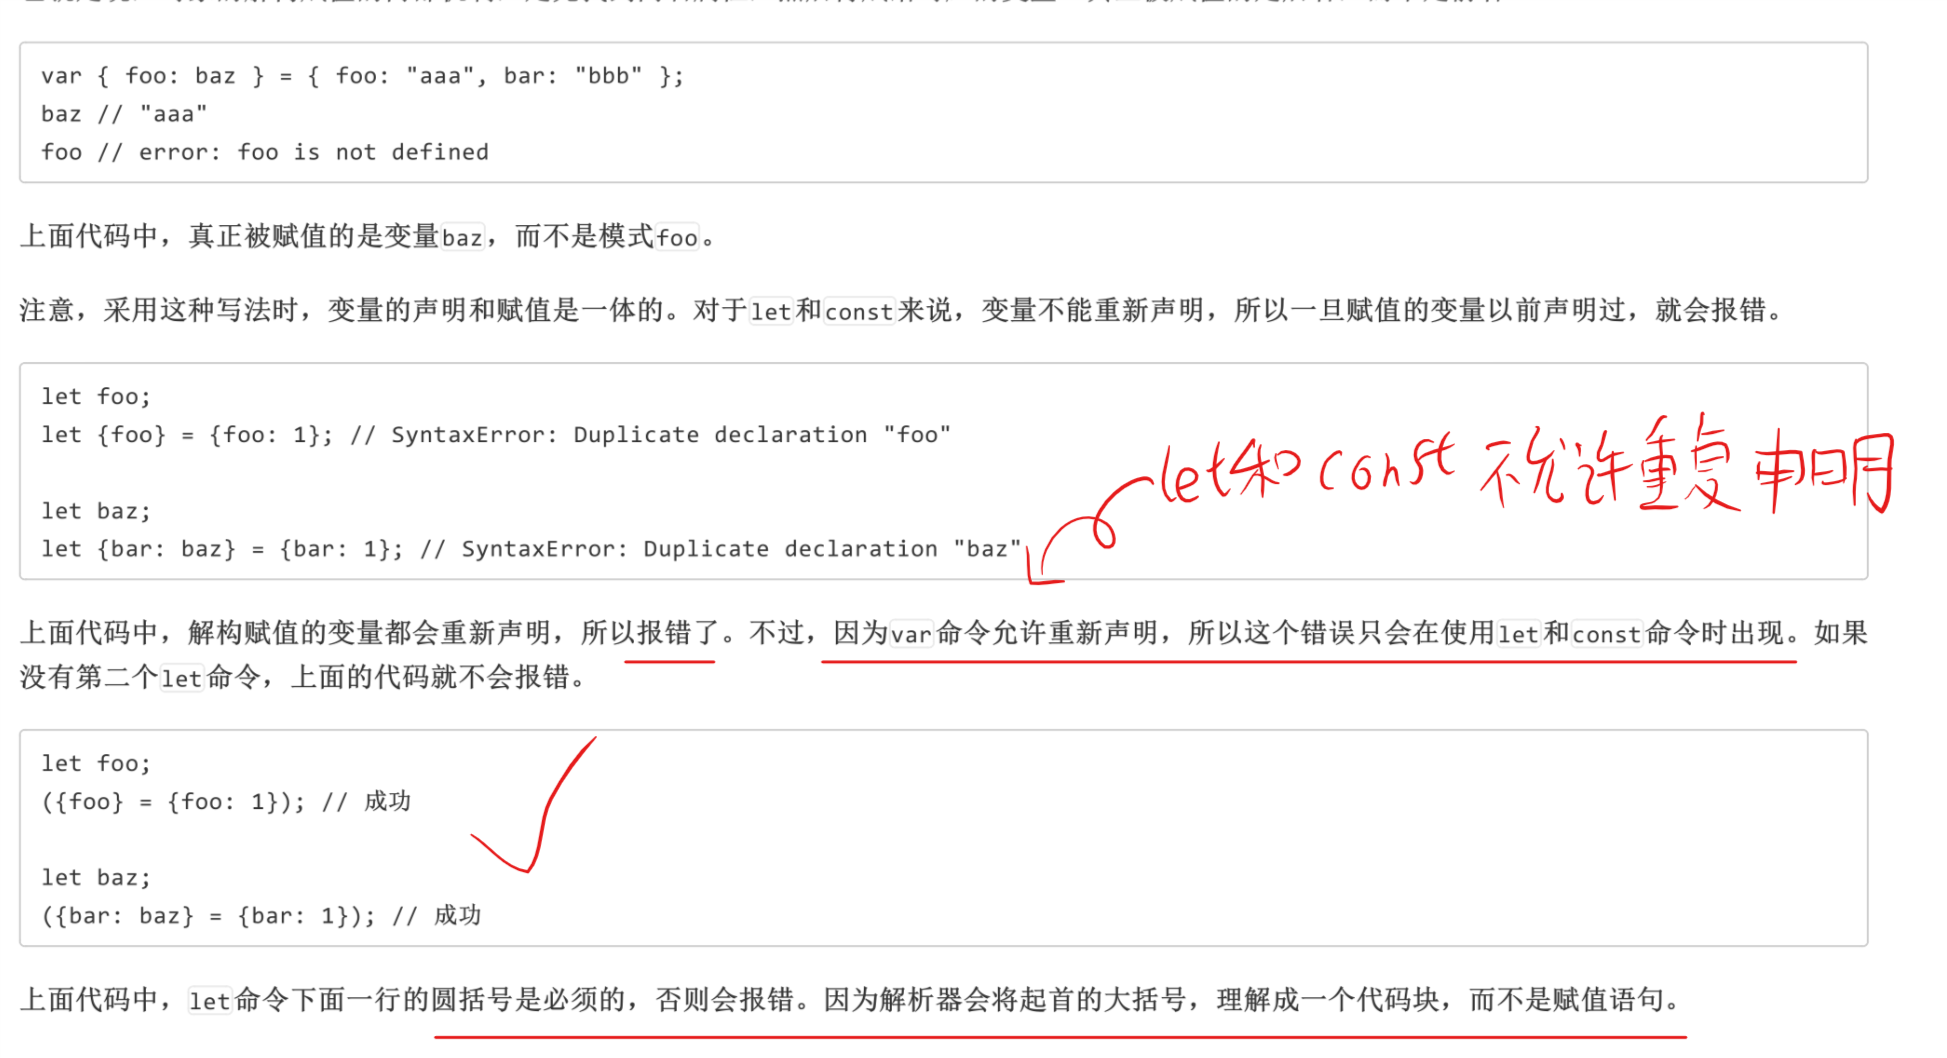 var { foo: baz } = { foo: "aaa", bar: "bbb" };
baz // "aaa"
foo // error: foo is not defined
上面代码中，真正被赋值的是变量baz，而不是模式foo。
注意，采用这种写法时，变量的声明和赋值是一体的。对于let和const来说，变量不能重新声明，所以一旦赋值的变量以前声明过，就会报错。
let foo;
let {foo} = {foo: 1}; // SyntaxError: Duplicate declaration "foo"
let和const不允许重复申明
let baz;
let {bar: baz} = {bar: 1}; // SyntaxError: Duplicate declaration "baz"
上面代码中，解构赋值的变量都会重新声明，所以报错了。不过，因为var命令允许重新声明，所以这个错误只会在使用let和const命令时出现。如果
没有第二个let命令，上面的代码就不会报错。
let foo;
({foo} = {foo: 1}); // 成功
let baz;
({bar: baz} = {bar: 1}); // 成功
上面代码中，let命令下面一行的圆括号是必须的，否则会报错。因为解析器会将起首的大括号，理解成一个代码块，而不是赋值语句。